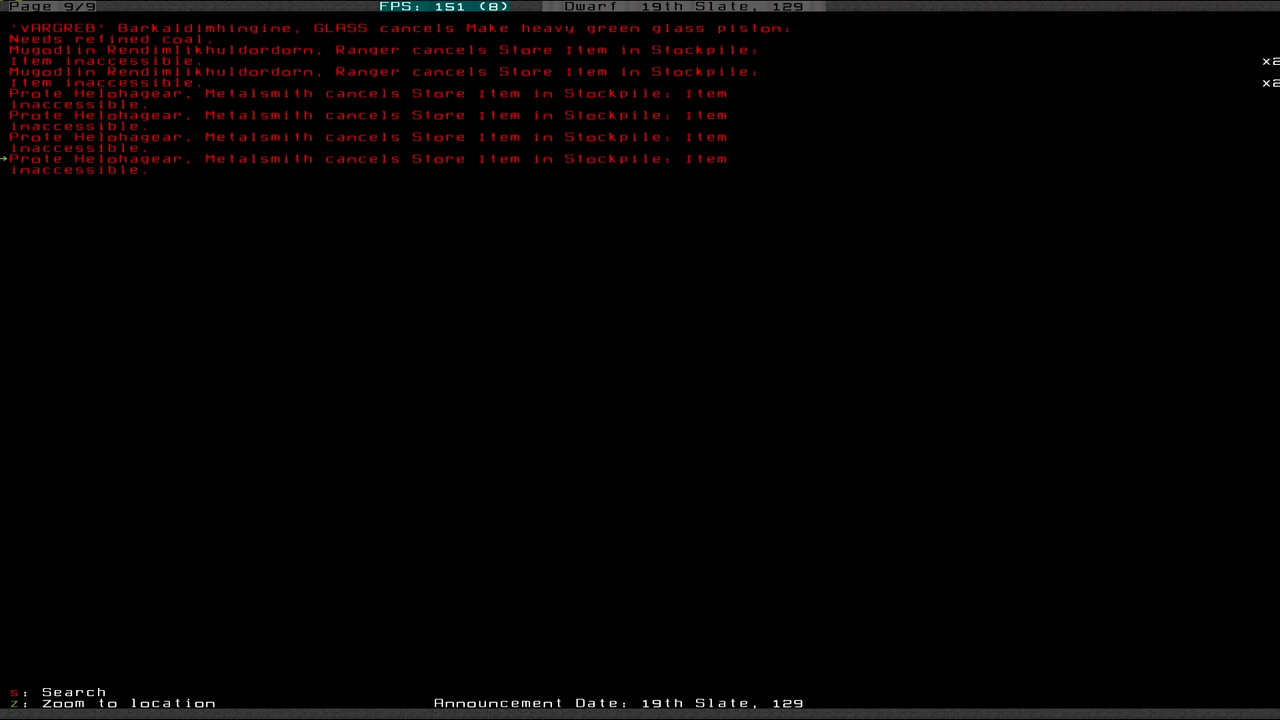 Page 9/9 FPS: 151 (8) Dwarf 19th Slate, 129
`vARGREB' Barkaldimhingine, GLASS cancels Make heavy green glass piston:
Needs refined coal.
Mugodlin Rendimlikhuldordorn, Ranger cancels Store Item in Stockpile:
Item inaccessible. x2
Mugodlin Rendimlikhuldordorn, Ranger cancels Store Item in Stockpile:
Item inaccessible. x2
Prote Helohagear, Metalsmith cancels Store Item in Stockpile: Item
inaccessible.
Prote Helohagear, Metalsmith cancels Store Item in Stockpile: Item
inaccessible.
Prote Helohagear, Metalsmith cancels Store Item in Stockpile: Item
inaccessible.
Prote Helohagear, Metalsmith cancels Store Item in Stockpile: Item
inaccessible.
s: Search
z: Zoom to location Announcement Date: 19th Slate, 129